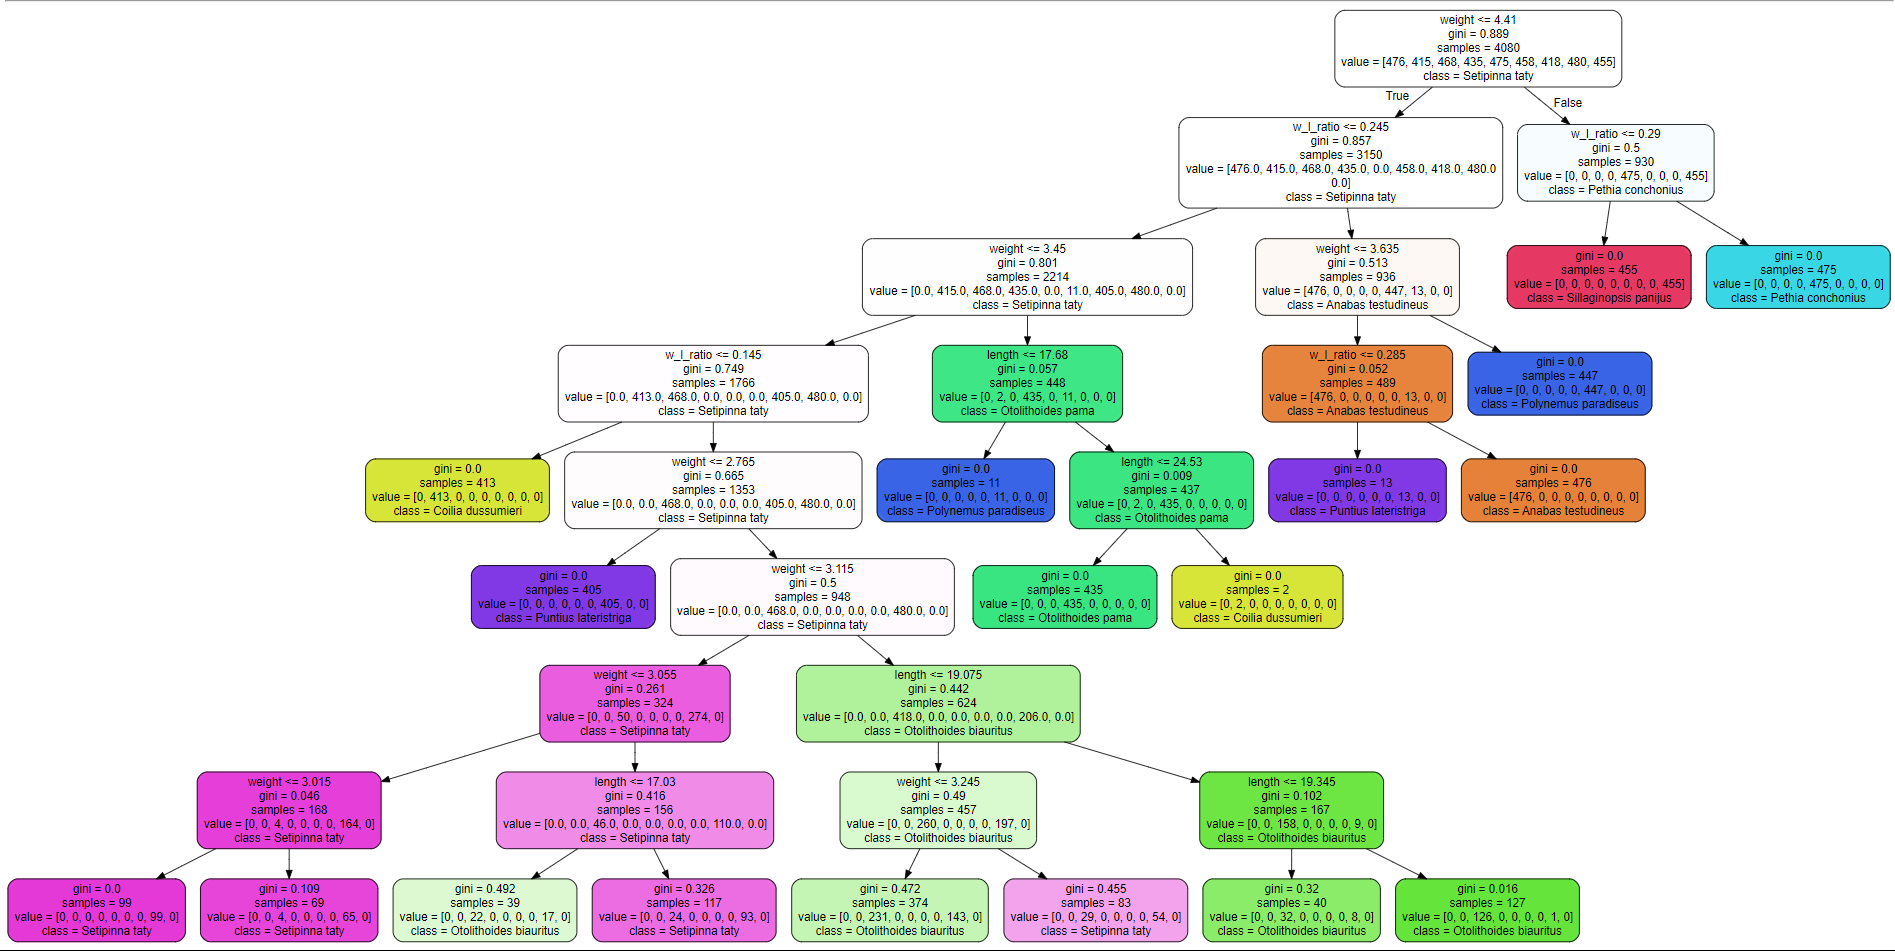 weight <= 4.41
gini = 0.889
samples = 4080
value = [476, 415, 468, 435, 475, 458, 418, 480, 455]
class = Setipinna taty
True
False
w_l_ratio <= 0.245
gini = 0.857
samples = 3150
value = [476.0, 415.0, 468.0, 435.0, 0.0, 458.0, 418.0, 480.0
0.0]
class = Setipinna taty
w_l_ratio <= 0.29
gini = 0.5
samples = 930
value = [0, 0, 0, 0, 475, 0, 0, 0, 455]
class = Pethia conchonius
weight <= 3.45
gini = 0.801
samples = 2214
value = [0.0, 415.0, 468.0, 435.0, 0.0, 11.0, 405.0, 480.0, 0.0]
class = Setipinna taty
weight <= 3.635
gini = 0.513
samples = 936
value = [476, 0, 0, 0, 0, 447, 13, 0, 0]
class = Anabas testudineus
gini = 0.0
samples = 455
value = [0, 0, 0, 0, 0, 0, 0, 0, 455]
class = Sillaginopsis panijus
gini = 0.0
samples = 475
value = [0, 0, 0, 0, 475, 0, 0, 0, 0]
class = Pethia conchonius
w_l_ratio <= 0.145
gini = 0.749
samples = 1766
value = [0.0, 413.0, 468.0, 0.0, 0.0, 0.0, 405.0, 480.0, 0.0]
class = Setipinna taty
length <= 17.68
gini = 0.057
samples = 448
value = [0, 2, 0, 435, 0, 11, 0, 0, 0]
class = Otolithoides pama
w_l_ratio <= 0.285
gini = 0.052
samples = 489
value = [476, 0, 0, 0, 0, 0, 13, 0, 0]
class = Anabas testudineus
gini = 0.0
samples = 447
value = [0, 0, 0, 0, 0, 447, 0, 0, 0]
class = Polynemus paradiseus
gini = 0.0
samples = 413
value = [0, 413, 0, 0, 0, 0, 0, 0, 0]
class = Coilia dussumieri
weight <= 2.765
gini = 0.665
samples = 1353
value = [0.0, 0.0, 468.0, 0.0, 0.0, 0.0, 405.0, 480.0, 0.0]
class = Setipinna taty
gini = 0.0
samples = 11
value = [0, 0, 0, 0, 0, 11, 0, 0, 0]
class = Polynemus paradiseus
length <= 24.53
gini = 0.009
samples = 437
value = [0, 2, 0, 435, 0, 0, 0, 0, 0]
class = Otolithoides pama
gini = 0.0
samples = 13
value = [0, 0, 0, 0, 0, 0, 13, 0, 0]
class = Puntius lateristriga
gini = 0.0
samples = 476
value = [476, 0, 0, 0, 0, 0, 0, 0, 0]
class = Anabas testudineus
gini = 0.0
samples = 405
value = [0, 0, 0, 0, 0, 0, 405, 0, 0]
class = Puntius lateristriga
weight <= 3.115
gini = 0.5
samples = 948
value = [0.0, 0.0, 468.0, 0.0, 0.0, 0.0, 0.0, 480.0, 0.0]
class = Setipinna taty
gini = 0.0
samples = 435
value = [0, 0, 0, 435, 0, 0, 0, 0, 0]
class = Otolithoides pama
gini = 0.0
samples = 2
value = [0, 2, 0, 0, 0, 0, 0, 0, 0]
class = Coilia dussumieri
weight <= 3.055
gini = 0.261
samples = 324
value = [0, 0, 50, 0, 0, 0, 0, 274, 0]
class = Setipinna taty
length <= 19.075
gini = 0.442
samples = 624
value = [0.0, 0.0, 418.0, 0.0, 0.0, 0.0, 0.0, 206.0, 0.0]
class = Otolithoides biauritus
weight <= 3.015
gini = 0.046
samples = 168
value = [0, 0, 4, 0, 0, 0, 0, 164, 0]
class = Setipinna taty
length <= 17.03
gini = 0.416
samples = 156
value = [0.0, 0.0, 46.0, 0.0, 0.0, 0.0, 0.0, 110.0, 0.0]
class = Setipinna taty
weight <= 3.245
gini = 0.49
samples = 457
value = [0, 0, 260, 0, 0, 0, 0, 197, 0]
class = Otolithoides biauritus
length <= 19.345
gini = 0.102
samples = 167
value = [0, 0, 158, 0, 0, 0, 0, 9, 0]
class = Otolithoides biauritus
gini = 0.0
samples = 99
value = [0, 0, 0, 0, 0, 0, 0, 99, 0]
class = Setipinna taty
gini = 0.109
samples = 69
value = [0, 0, 4, 0, 0, 0, 0, 65, 0]
class = Setipinna taty
gini = 0.492
samples = 39
value = [0, 0, 22, 0, 0, 0, 0, 17, 0]
class = Otolithoides biauritus
gini = 0.326
samples = 117
value = [0, 0, 24, 0, 0, 0, 0, 93, 0]
class = Setipinna taty
gini = 0.472
samples = 374
value = [0, 0, 231, 0, 0, 0, 0, 143, 0]
class = Otolithoides biauritus
gini = 0.455
samples = 83
value = [0, 0, 29, 0, 0, 0, 0, 54, 0]
class = Setipinna taty
gini = 0.32
samples = 40
value = [0, 0, 32, 0, 0, 0, 0, 8, 0]
class = Otolithoides biauritus
gini = 0.016
samples = 127
value = [0, 0, 126, 0, 0, 0, 0, 1, 0]
class = Otolithoides biauritus